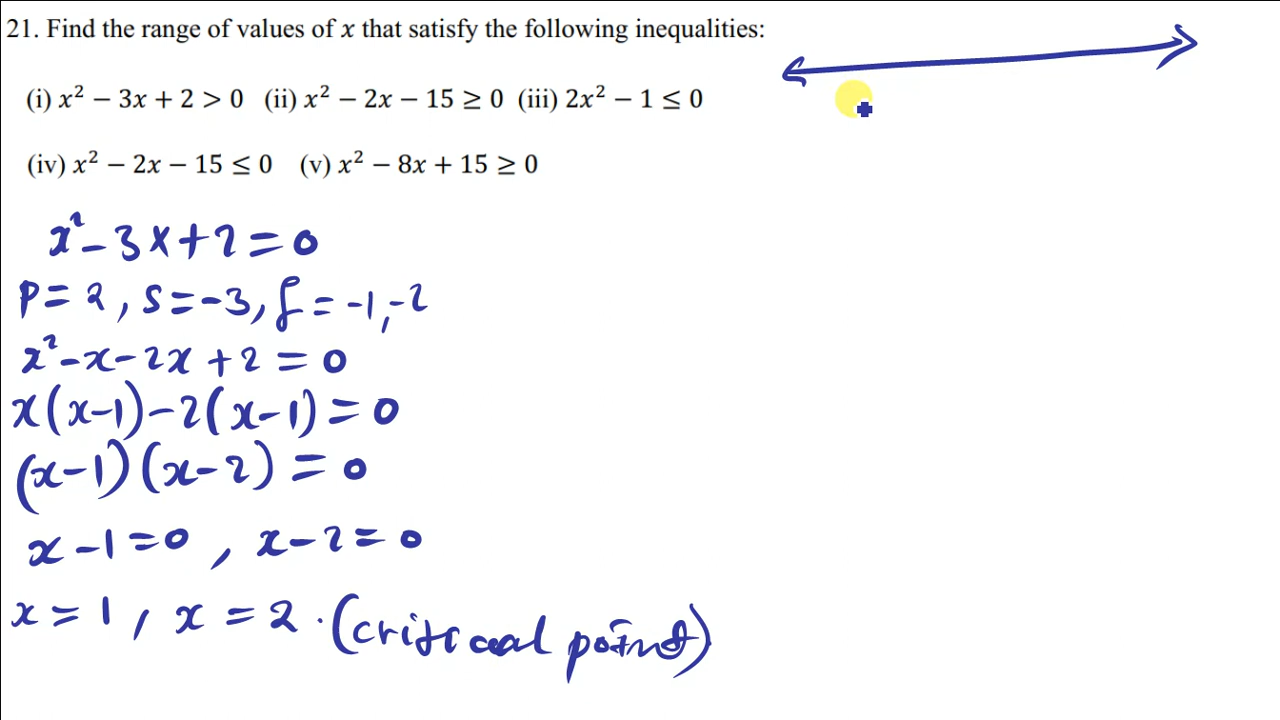 21. Find the range of values of x that satisfy the following inequalities:
(i) x² − 3x + 2 > 0 (ii) x² − 2x − 15 ≥ 0 (iii) 2x² − 1 ≤ 0
(iv) x² − 2x − 15 ≤ 0 (v) x² − 8x + 15 ≥ 0
x² − 3x + 2 = 0
P = 2, S = −3, f = −1, −2
x² − x − 2x + 2 = 0
x(x−1) − 2(x−1) = 0
(x−1)(x−2) = 0
x − 1 = 0, x − 2 = 0
x = 1, x = 2. (critical point)